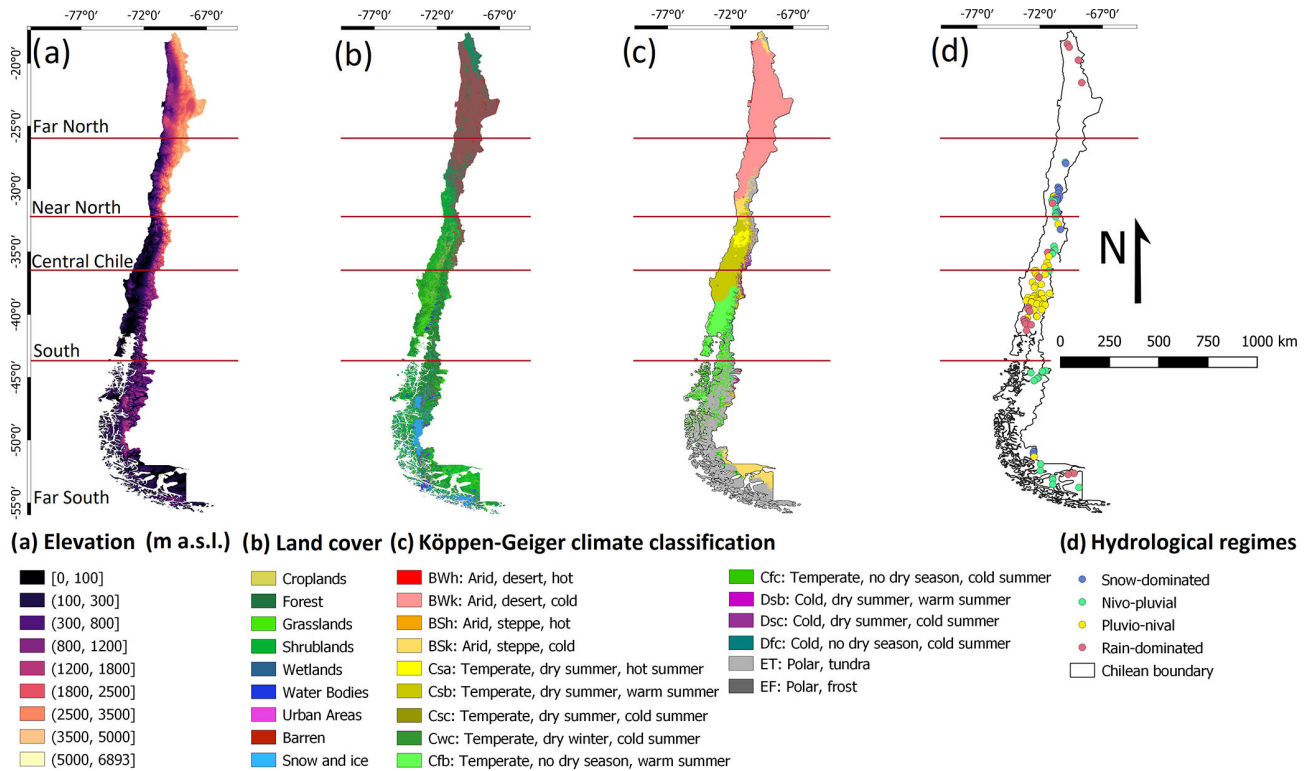 -77°0' -72°0' -67°0' -77°0' -72°0' -67°0' -77°0' -72°0' -67°0' -77°0' -72°0' -67°0'
(a) (b) (c) (d)
-20°0'
-25°0'
Far North
-30°0'
Near North
-35°0'
Central Chile
-40°0'
South
-45°0'
-50°0'
Far South
-55°0'
N
0 250 500 750 1000 km
(a) Elevation (m a.s.l.)
[0, 100]
(100, 300]
(300, 800]
(800, 1200]
(1200, 1800]
(1800, 2500]
(2500, 3500]
(3500, 5000]
(5000, 6893]
(b) Land cover
Croplands
Forest
Grasslands
Shrublands
Wetlands
Water Bodies
Urban Areas
Barren
Snow and ice
(c) Köppen-Geiger climate classification
BWh: Arid, desert, hot
BWk: Arid, desert, cold
BSh: Arid, steppe, hot
BSk: Arid, steppe, cold
Csa: Temperate, dry summer, hot summer
Csb: Temperate, dry summer, warm summer
Csc: Temperate, dry summer, cold summer
Cwc: Temperate, dry winter, cold summer
Cfb: Temperate, no dry season, warm summer
Cfc: Temperate, no dry season, cold summer
Dsb: Cold, dry summer, warm summer
Dsc: Cold, dry summer, cold summer
Dfc: Cold, no dry season, cold summer
ET: Polar, tundra
EF: Polar, frost
(d) Hydrological regimes
Snow-dominated
Nivo-pluvial
Pluvio-nival
Rain-dominated
Chilean boundary